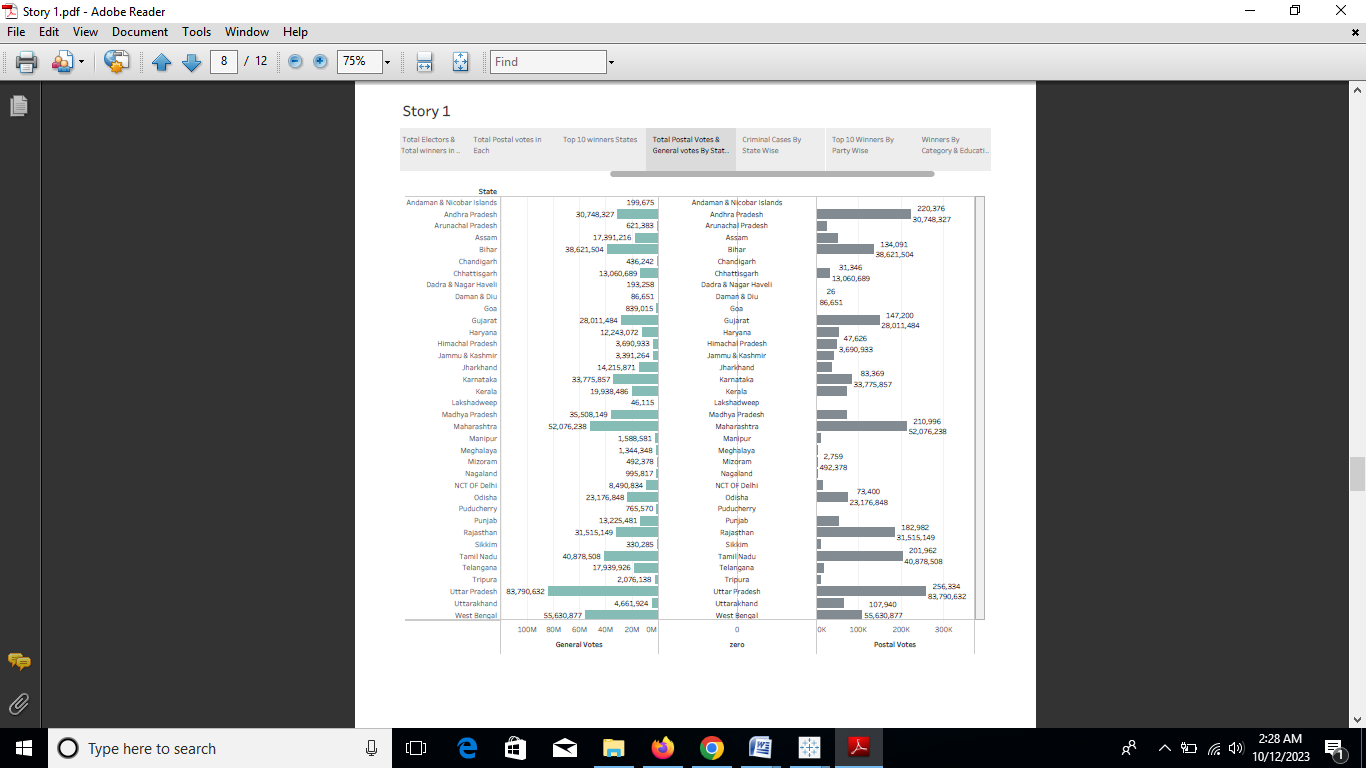 Story 1.pdf - Adobe Reader
File Edit View Document Tools Window Help
8 / 12 75% Find
Story 1
Total Electors & Total Postal votes in Top 10 winners States Total Postal Votes & Criminal Cases By Top 10 Winners By Winners By
Total winners in .. Each General votes By Stat.. State Wise Party Wise Category & Educati..
State
Andaman & Nicobar Islands 199,675 Andaman & Nicobar Islands
220,376
Andhra Pradesh 30,748,327 Andhra Pradesh 30,748,327
Arunachal Pradesh 621,383 Arunachal Pradesh
Assam 17,391,216 Assam
134,091
Bihar 38,621,504 Bihar 38,621,504
Chandigarh 436,242 Chandigarh
31,346
Chhattisgarh 13,060,689 Chhattisgarh 13,060,689
Dadra & Nagar Haveli 193,258 Dadra & Nagar Haveli
26
Daman & Diu 86,651 Daman & Diu 86,651
Goa 839,015 Goa
147,200
Gujarat 28,011,484 Gujarat 28,011,484
Haryana 12,243,072 Haryana
47,626
Himachal Pradesh 3,690,933 Himachal Pradesh 3,690,933
Jammu & Kashmir 3,391,264 Jammu & Kashmir
Jharkhand 14,215,871 Jharkhand
83,369
Karnataka 33,775,857 Karnataka 33,775,857
Kerala 19,938,486 Kerala
Lakshadweep 46,115 Lakshadweep
Madhya Pradesh 35,508,149 Madhya Pradesh
210,996
Maharashtra 52,076,238 Maharashtra 52,076,238
Manipur 1,588,581 Manipur
Meghalaya 1,344,348 Meghalaya
2,759
Mizoram 492,378 Mizoram 492,378
Nagaland 995,817 Nagaland
NCT OF Delhi 8,490,834 NCT OF Delhi
73,400
Odisha 23,176,848 Odisha 23,176,848
Puducherry 765,570 Puducherry
Punjab 13,225,481 Punjab
182,982
Rajasthan 31,515,149 Rajasthan 31,515,149
Sikkim 330,285 Sikkim
201,962
Tamil Nadu 40,878,508 Tamil Nadu 40,878,508
Telangana 17,939,926 Telangana
Tripura 2,076,138 Tripura
256,334
Uttar Pradesh 83,790,632 Uttar Pradesh 83,790,632
Uttarakhand 4,661,924 Uttarakhand 107,940
West Bengal 55,630,877 West Bengal 55,630,877
100M 80M 60M 40M 20M 0M 0 0K 100K 200K 300K
General Votes zero Postal Votes
Type here to search
2:28 AM
10/12/2023
1